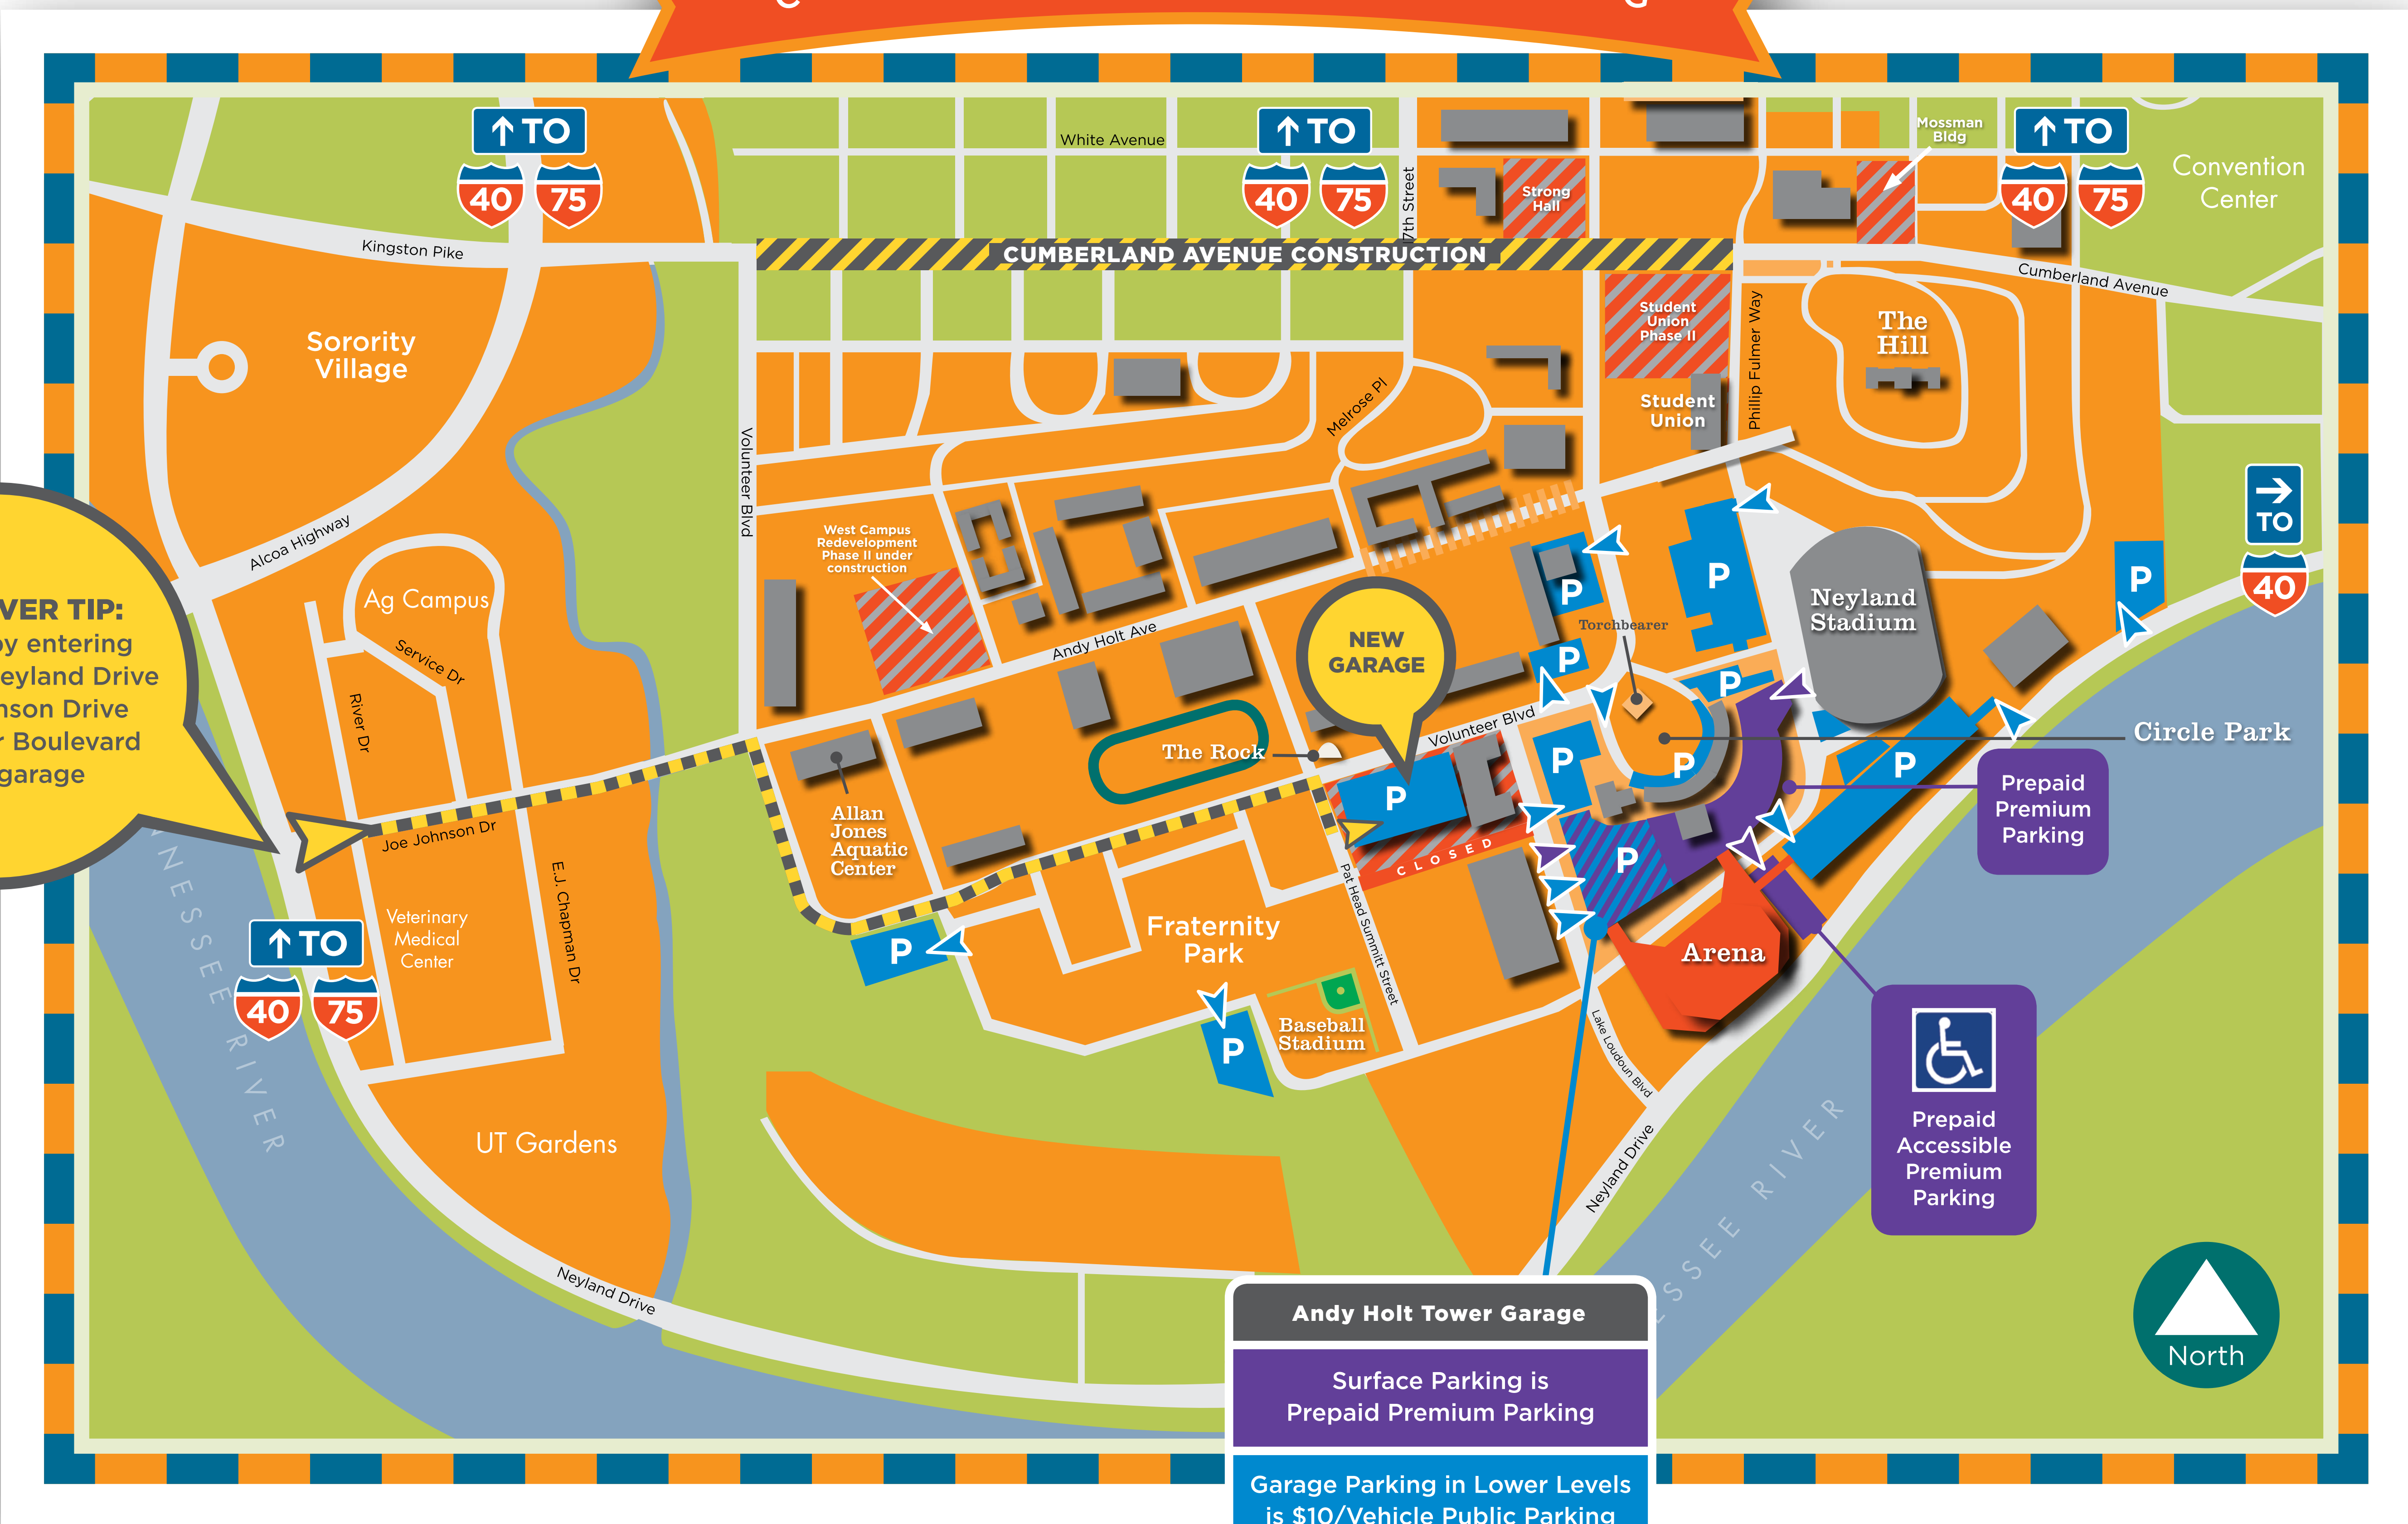 White Avenue
17th Street
↑ TO
40 75
↑ TO
40 75
↑ TO
40 75
Mossman
Bldg
Convention
Center
Strong
Hall
Kingston Pike
CUMBERLAND AVENUE CONSTRUCTION
Cumberland Avenue
Sorority
Village
Student
Union
Phase II
Phillip Fulmer Way
The
Hill
Student
Union
Melrose Pl
Volunteer Blvd
→
TO
40
Alcoa Highway
West Campus
Redevelopment
Phase II under
construction
Ag Campus
Service Dr
River Dr
Andy Holt Ave
NEW
GARAGE
P
P
P
P
Torchbearer
Neyland
Stadium
VER TIP:
by entering
eyland Drive
nson Drive
r Boulevard
garage
The Rock
Volunteer Blvd
P
P
P
P
P
Circle Park
Prepaid
Premium
Parking
Joe Johnson Dr
Allan
Jones
Aquatic
Center
CLOSED
P
E.J. Chapman Dr
Veterinary
Medical
Center
Pat Head Summitt Street
Fraternity
Park
P
Arena
↑ TO
40 75
NESSEE RIVER
Baseball
Stadium
P
Lake Loudoun Blvd
Prepaid
Accessible
Premium
Parking
UT Gardens
Neyland Drive
ESSEE RIVER
Neyland Drive
North
Andy Holt Tower Garage
Surface Parking is
Prepaid Premium Parking
Garage Parking in Lower Levels
is $10/Vehicle Public Parking